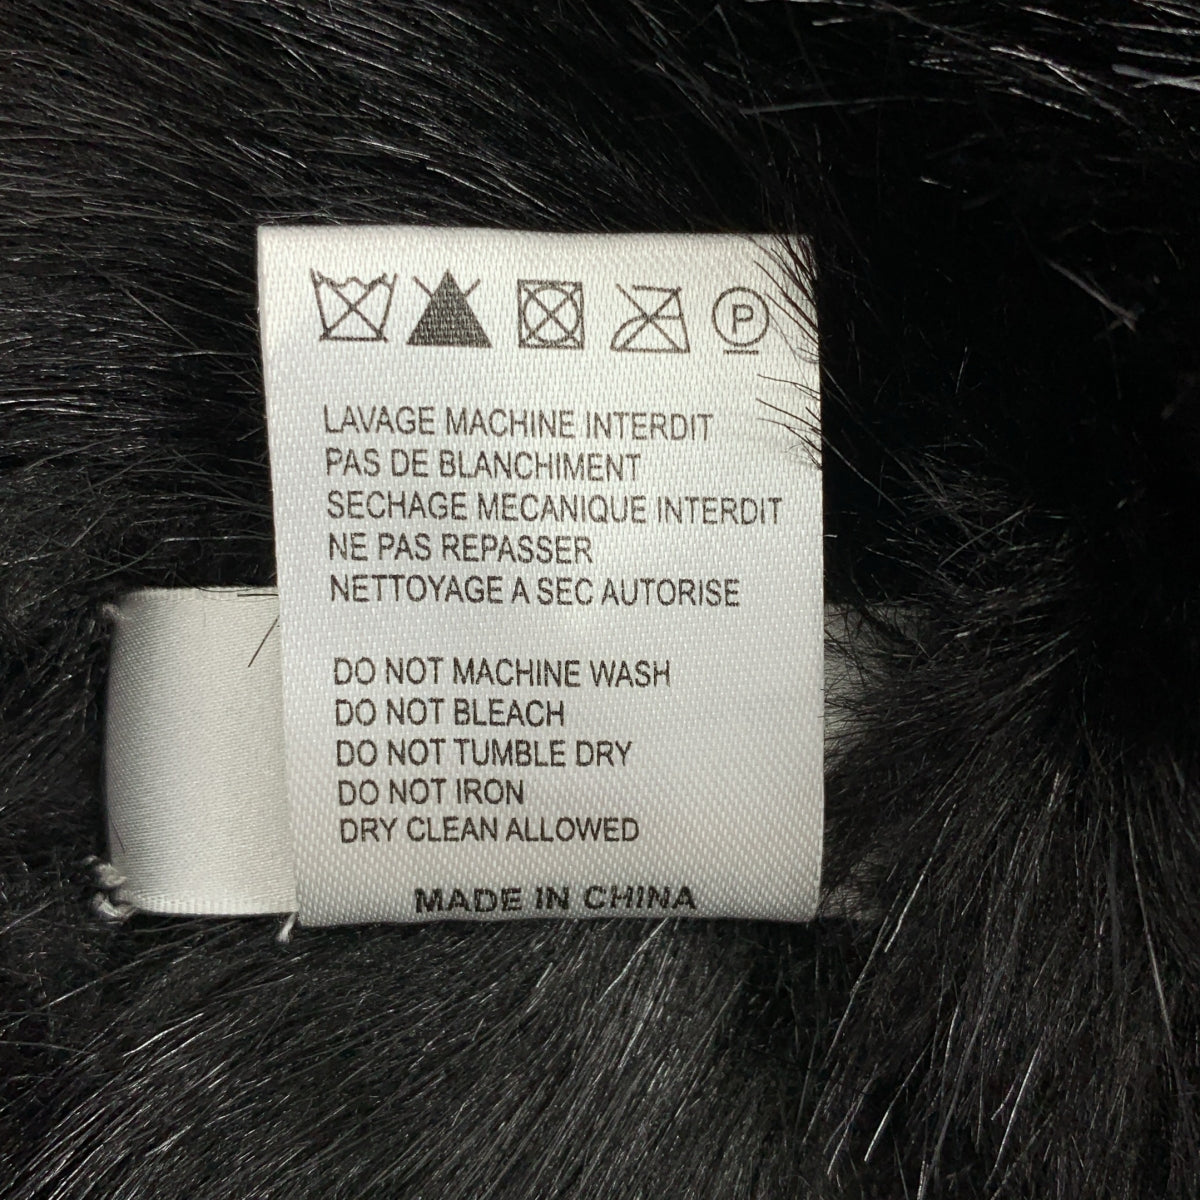 P
LAVAGE MACHINE INTERDIT
PAS DE BLANCHIMENT
SECHAGE MECANIQUE INTERDIT
NE PAS REPASSER
NETTOYAGE A SEC AUTORISE
DO NOT MACHINE WASH
DO NOT BLEACH
DO NOT TUMBLE DRY
DO NOT IRON
DRY CLEAN ALLOWED
MADE IN CHINA